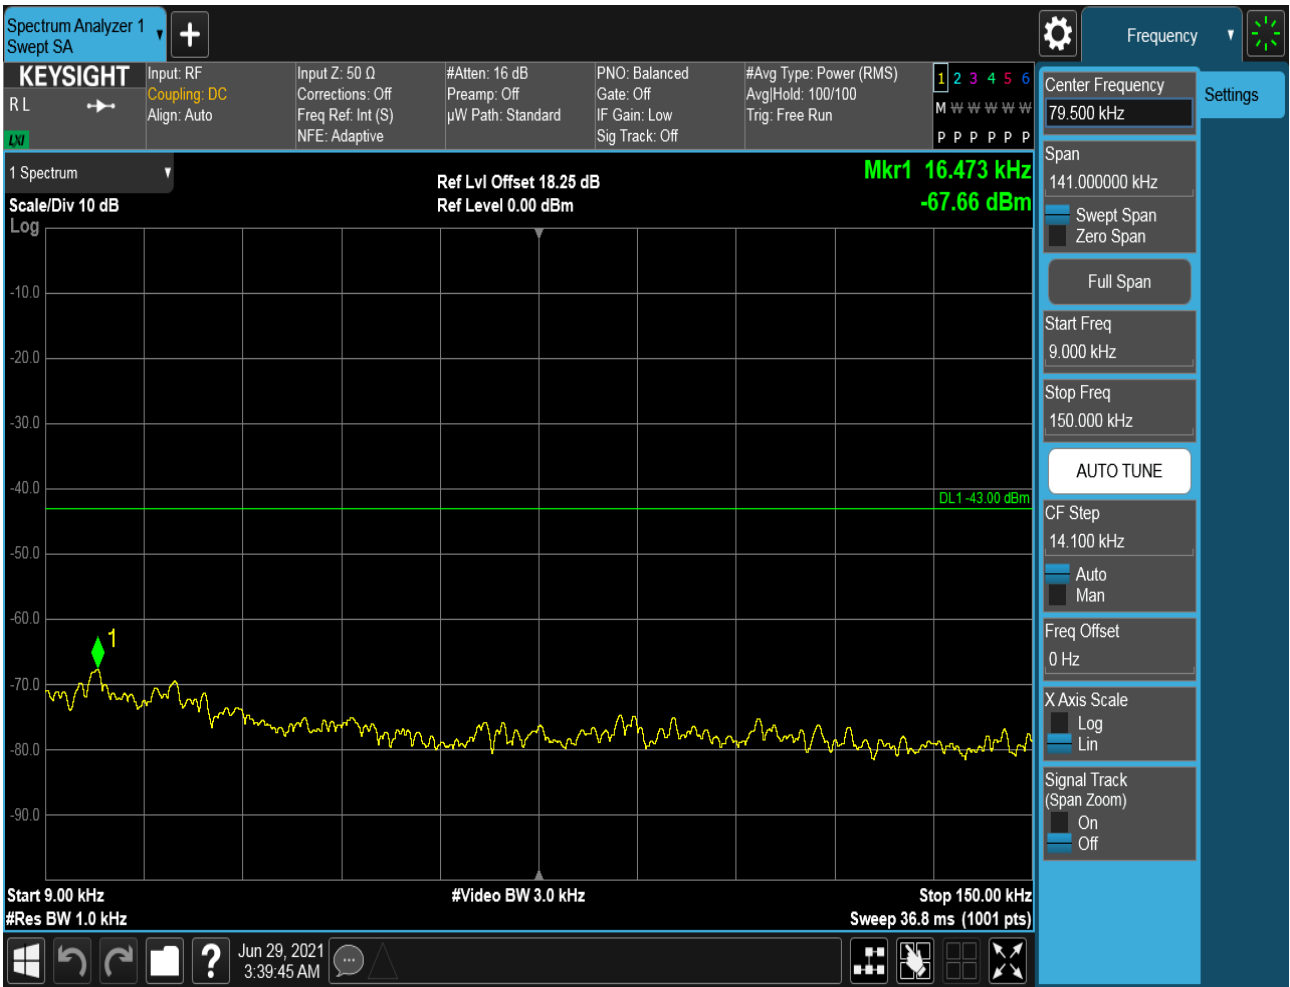 Spectrum Analyzer 1
Swept SA
Frequency
KEYSIGHT
R L
LXI
Input: RF
Coupling: DC
Align: Auto
Input Z: 50 Ω
Corrections: Off
Freq Ref: Int (S)
NFE: Adaptive
#Atten: 16 dB
Preamp: Off
µW Path: Standard
PNO: Balanced
Gate: Off
IF Gain: Low
Sig Track: Off
#Avg Type: Power (RMS)
Avg|Hold: 100/100
Trig: Free Run
1 2 3 4 5 6
M W W W W W
P P P P P P
1 Spectrum
Scale/Div 10 dB
Log
Ref Lvl Offset 18.25 dB
Ref Level 0.00 dBm
Mkr1 16.473 kHz
-67.66 dBm
-10.0
-20.0
-30.0
-40.0
DL1 -43.00 dBm
-50.0
-60.0
1
-70.0
-80.0
-90.0
Start 9.00 kHz
#Video BW 3.0 kHz
Stop 150.00 kHz
#Res BW 1.0 kHz
Sweep 36.8 ms (1001 pts)
Jun 29, 2021
3:39:45 AM
Center Frequency
79.500 kHz
Settings
Span
141.000000 kHz
Swept Span
Zero Span
Full Span
Start Freq
9.000 kHz
Stop Freq
150.000 kHz
AUTO TUNE
CF Step
14.100 kHz
Auto
Man
Freq Offset
0 Hz
X Axis Scale
Log
Lin
Signal Track
(Span Zoom)
On
Off